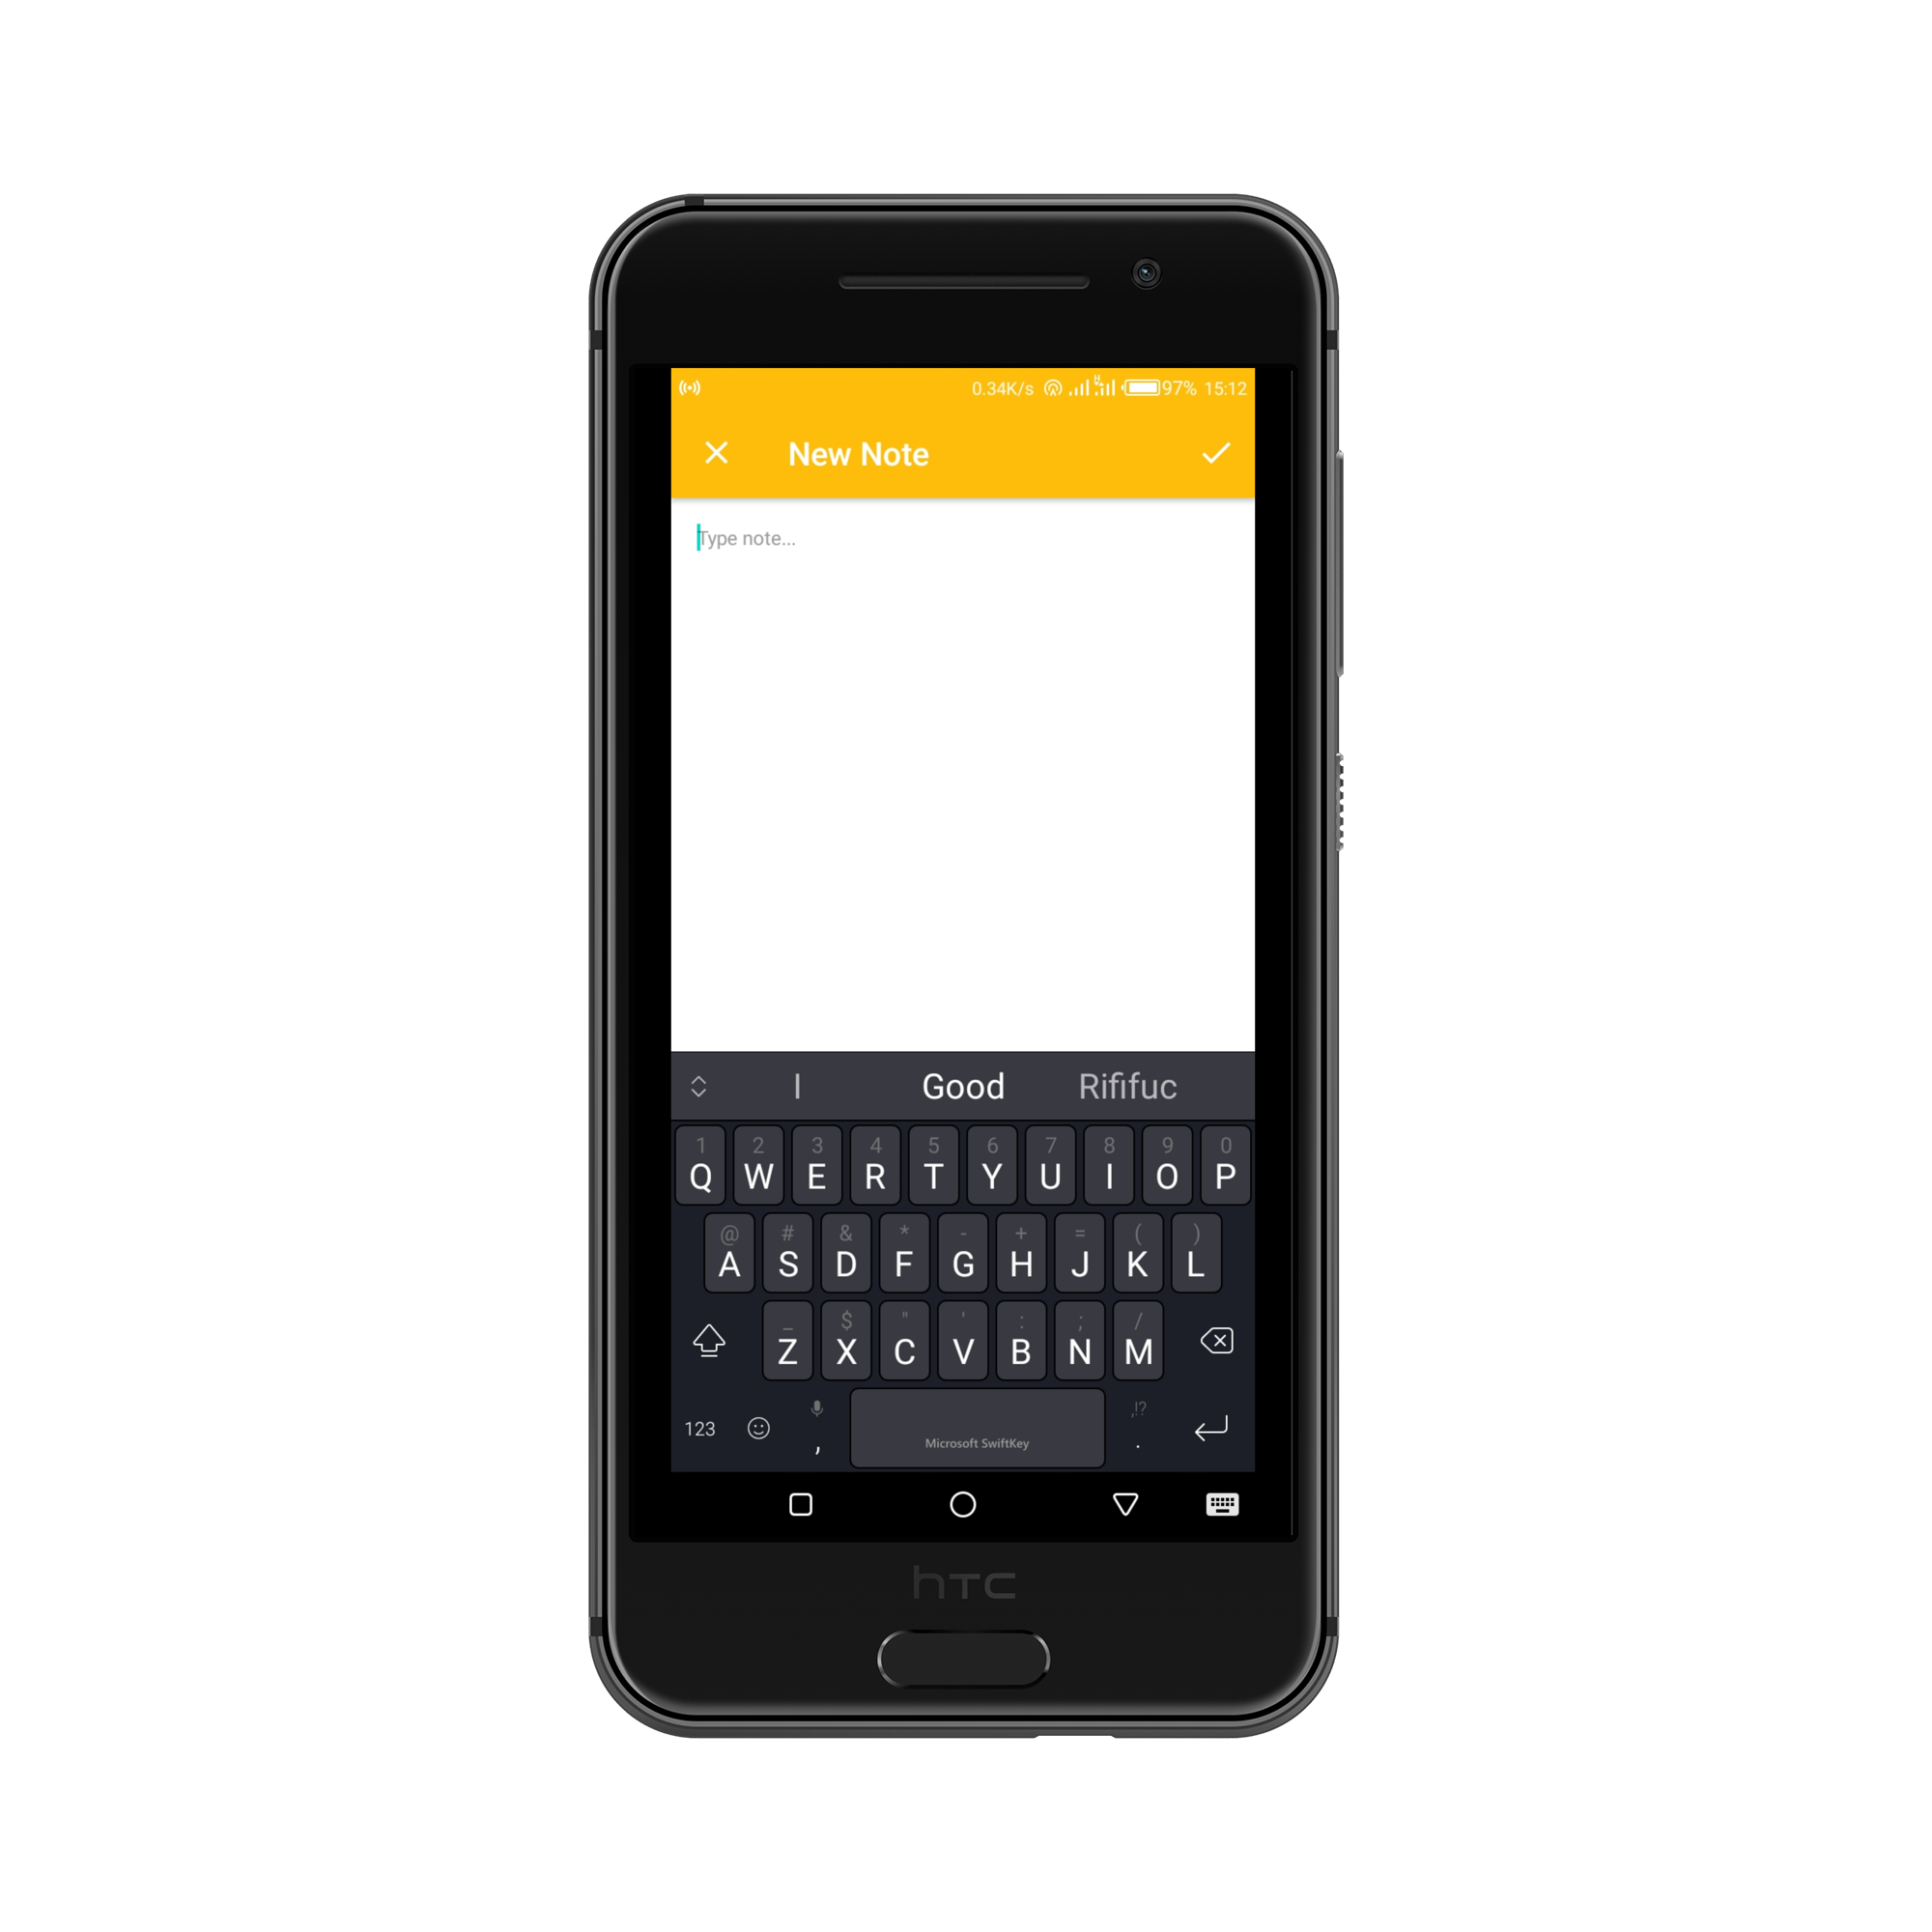 0.34K/s 97% 15:12
New Note
Type note...
I Good Rififuc
1 2 3 4 5 6 7 8 9 0
Q W E R T Y U I O P
@ # & * - + = ( )
A S D F G H J K L
_ $ " ' : ; /
Z X C V B N M
,!?
123 , Microsoft SwiftKey .
hTC